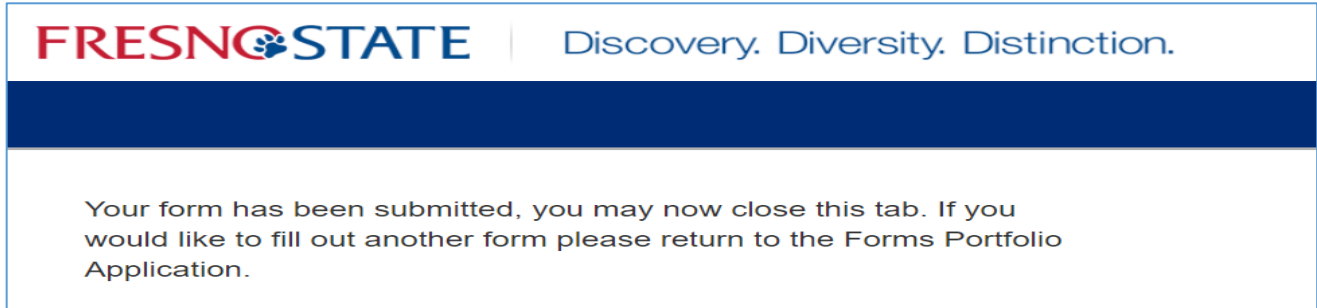 FRESNO STATE Discovery. Diversity. Distinction.
Your form has been submitted, you may now close this tab. If you
would like to fill out another form please return to the Forms Portfolio
Application.